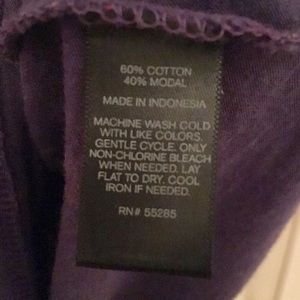 60% COTTON
40% MODAL
MADE IN INDONESIA
MACHINE WASH COLD
WITH LIKE COLORS.
GENTLE CYCLE. ONLY
NON-CHLORINE BLEACH
WHEN NEEDED. LAY
FLAT TO DRY. COOL
IRON IF NEEDED.
RN# 55285